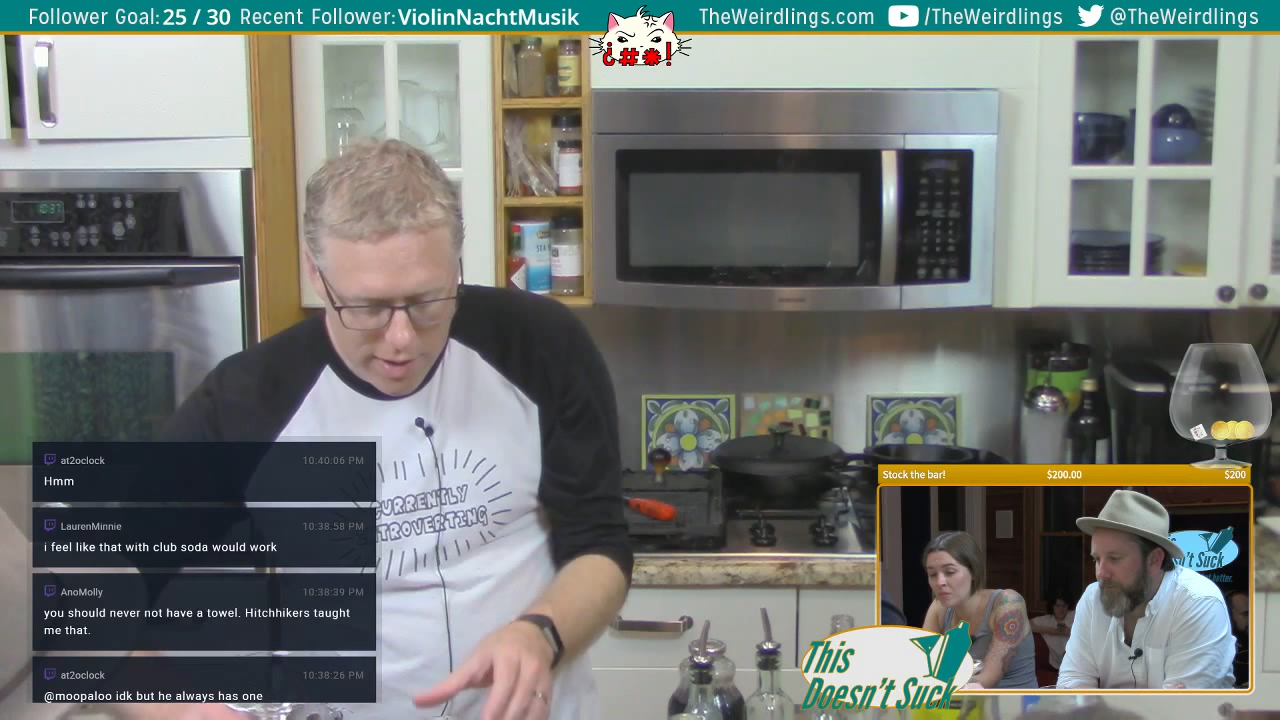 Follower Goal: 25 / 30 Recent Follower: ViolinNachtMusik
TheWeirdlings.com /TheWeirdlings @TheWeirdlings
¿#*!
at2oclock 10:40:06 PM
Hmm
LaurenMinnie 10:38:58 PM
i feel like that with club soda would work
AnoMolly 10:38:39 PM
you should never not have a towel. Hitchhikers taught
me that.
at2oclock 10:38:26 PM
@moopaloo idk but he always has one
CURRENTLY
INTROVERTING
Stock the bar! $200.00 $200
n't Suck
This
Doesn't Suck